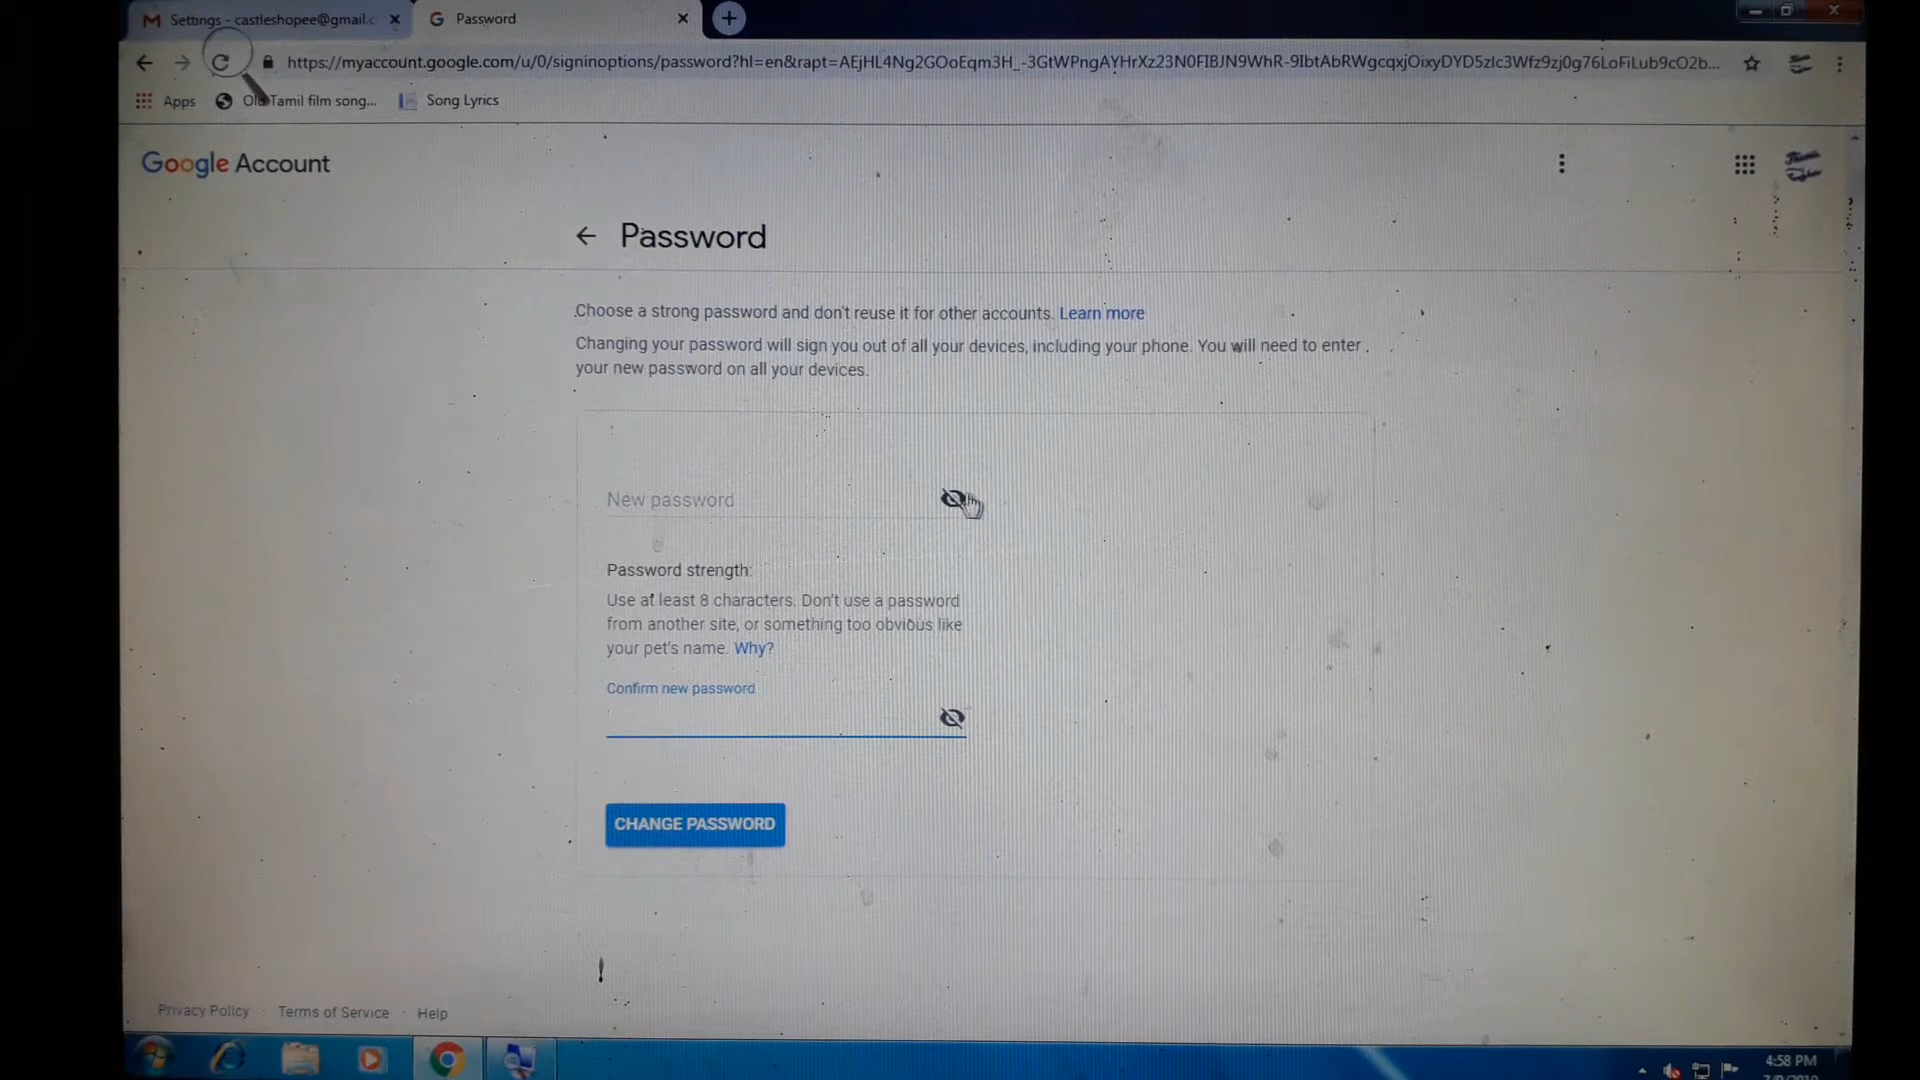 Settings - castleshopee@gmail.c
Password
https://myaccount.google.com/u/0/signinoptions/password?hl=en&rapt=AEjHL4Ng2GOoEqm3H_-3GtWPngAYHrXz23N0FIBJN9WhR-9IbtAbRWgcqxjOixyDYD5zIc3Wfz9zj0g76LoFiLub9cO2b...
Apps
Old Tamil film song...
Song Lyrics
Google Account
Password
Choose a strong password and don't reuse it for other accounts. Learn more
Changing your password will sign you out of all your devices, including your phone. You will need to enter
your new password on all your devices.
New password
Password strength:
Use at least 8 characters. Don't use a password
from another site, or something too obvious like
your pet's name. Why?
Confirm new password
CHANGE PASSWORD
Privacy Policy · Terms of Service · Help
4:58 PM